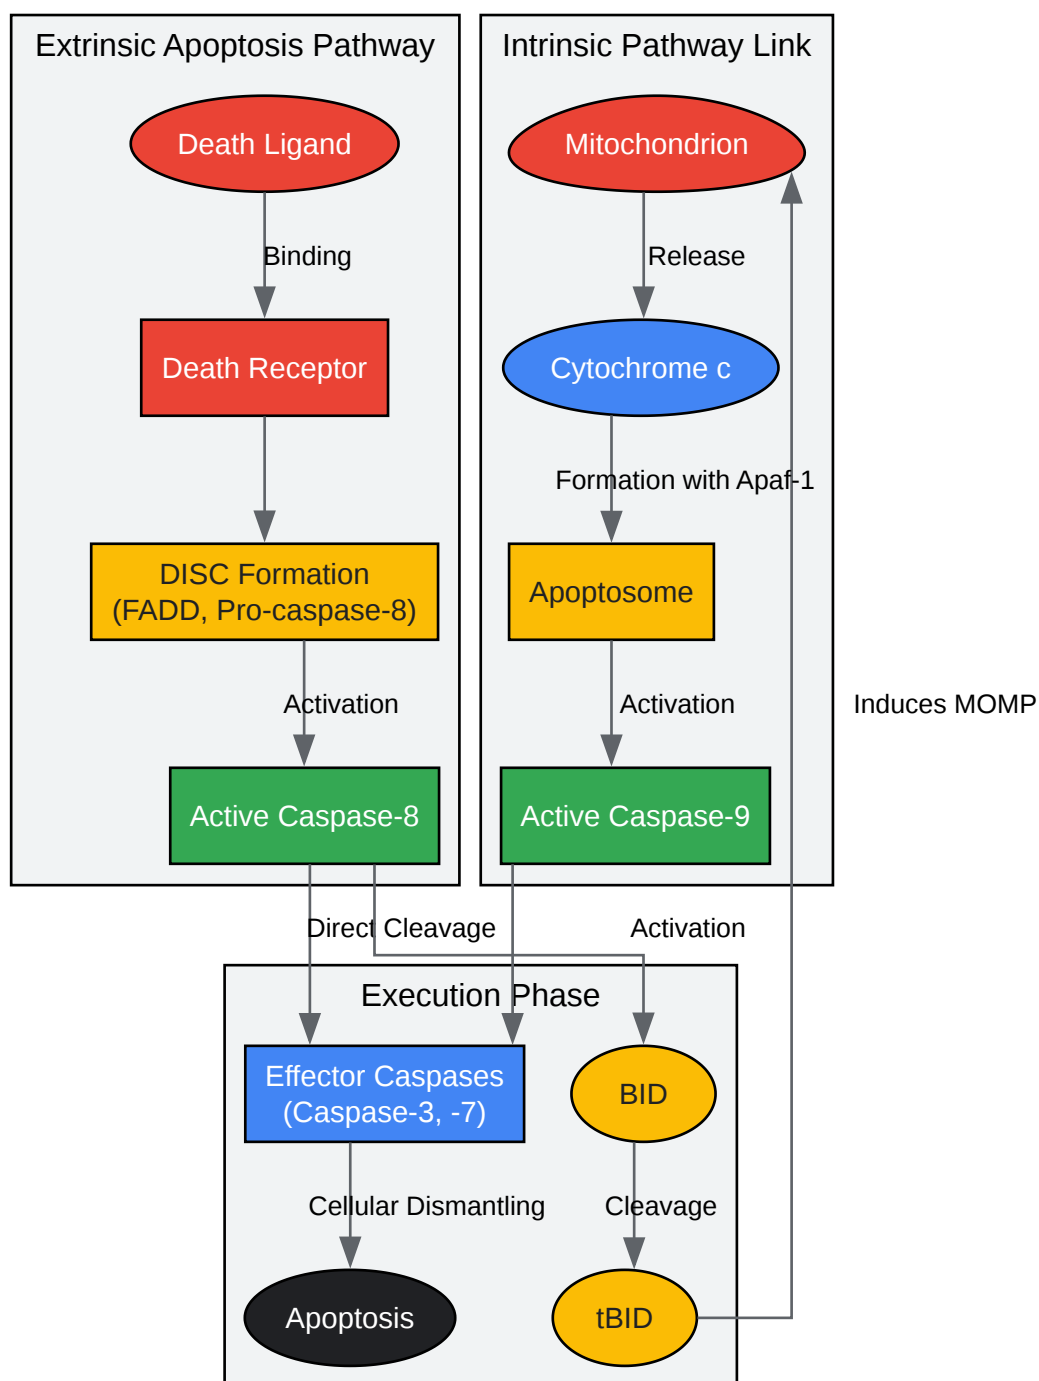 Extrinsic Apoptosis Pathway
Intrinsic Pathway Link
Death Ligand
Mitochondrion
Binding
Release
Death Receptor
Cytochrome c
Formation with Apaf-1
DISC Formation
(FADD, Pro-caspase-8)
Apoptosome
Activation
Activation
Induces MOMP
Active Caspase-8
Active Caspase-9
Direct Cleavage
Activation
Execution Phase
Effector Caspases
(Caspase-3, -7)
BID
Cellular Dismantling
Cleavage
Apoptosis
tBID